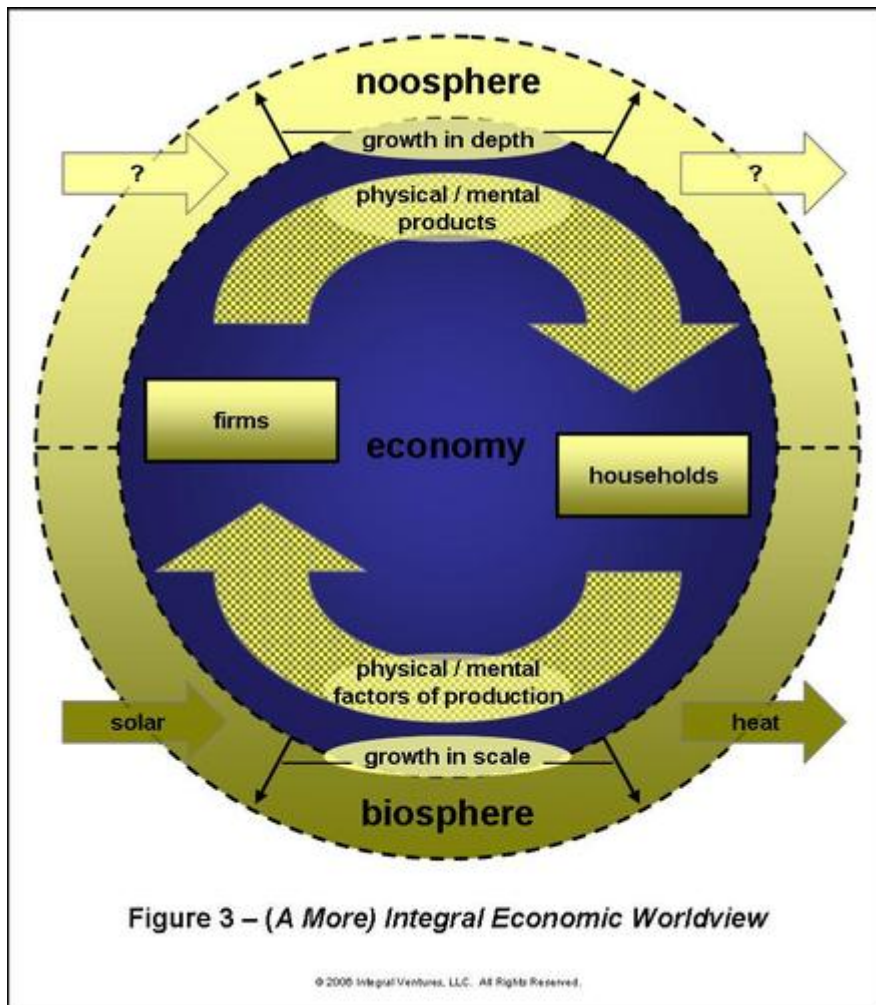 noosphere
growth in depth
?
?
physical / mental
products
firms
economy
households
physical / mental
factors of production
solar
heat
growth in scale
biosphere
Figure 3 – (A More) Integral Economic Worldview
© 2006 Integral Ventures, LLC. All Rights Reserved.